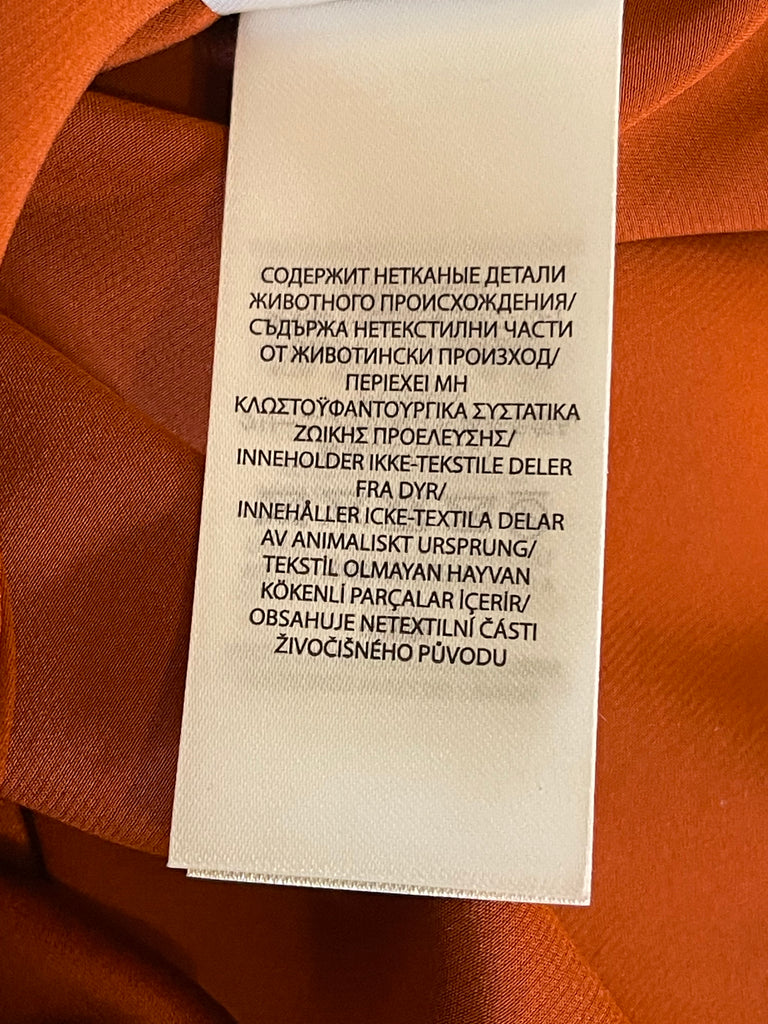 СОДЕРЖИТ НЕТКАНЫЕ ДЕТАЛИ
ЖИВОТНОГО ПРОИСХОЖДЕНИЯ/
СЪДЪРЖА НЕТЕКСТИЛНИ ЧАСТИ
ОТ ЖИВОТИНСКИ ПРОИЗХОД/
ΠΕΡΙΕΧΕΙ ΜΗ
ΚΛΩΣΤΟΫΦΑΝΤΟΥΡΓΙΚΑ ΣΥΣΤΑΤΙΚΑ
ΖΩΙΚΗΣ ΠΡΟΕΛΕΥΣΗΣ/
INNEHOLDER IKKE-TEKSTILE DELER
FRA DYR/
INNEHÅLLER ICKE-TEXTILA DELAR
AV ANIMALISKT URSPRUNG/
TEKSTİL OLMAYAN HAYVAN
KÖKENLİ PARÇALAR İÇERİR/
OBSAHUJE NETEXTILNÍ ČÁSTI
ŽIVOČIŠNÉHO PŮVODU